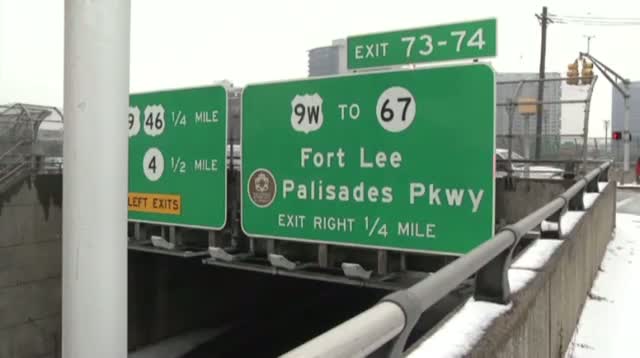 EXIT 73-74
9 46 1/4 MILE
4 1/2 MILE
LEFT EXITS
9W TO 67
Fort Lee
Palisades Pkwy
EXIT RIGHT 1/4 MILE